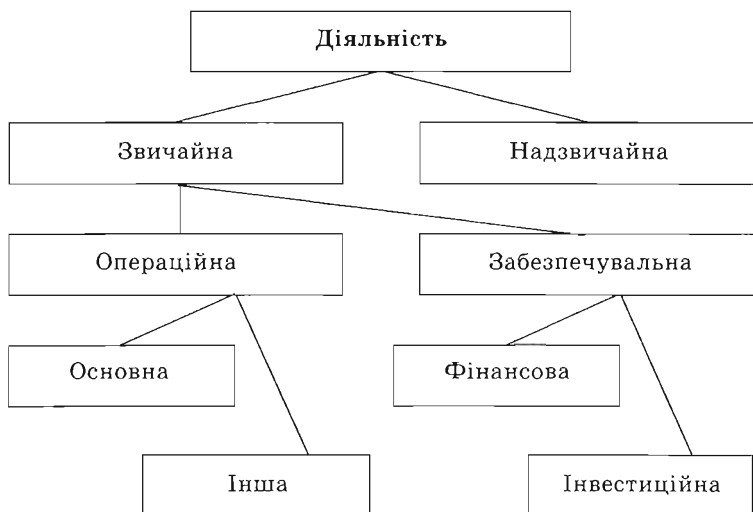 Діяльність
Звичайна
Надзвичайна
Операційна
Забезпечувальна
Основна
Фінансова
Інша
Інвестиційна